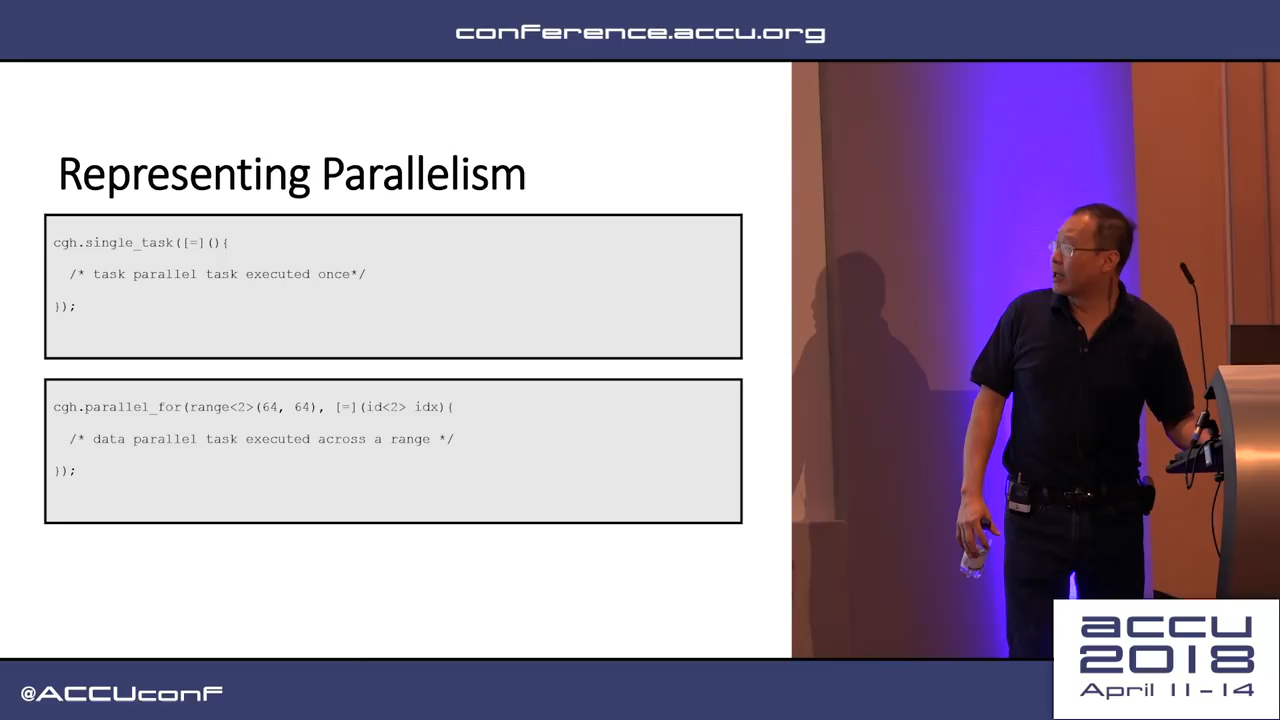 conference.accu.org
Representing Parallelism
cgh.single_task([=](){
/* task parallel task executed once*/
});
cgh.parallel_for(range<2>(64, 64), [=](id<2> idx){
/* data parallel task executed across a range */
});
@ACCUconf
accu
2018
April 11-14